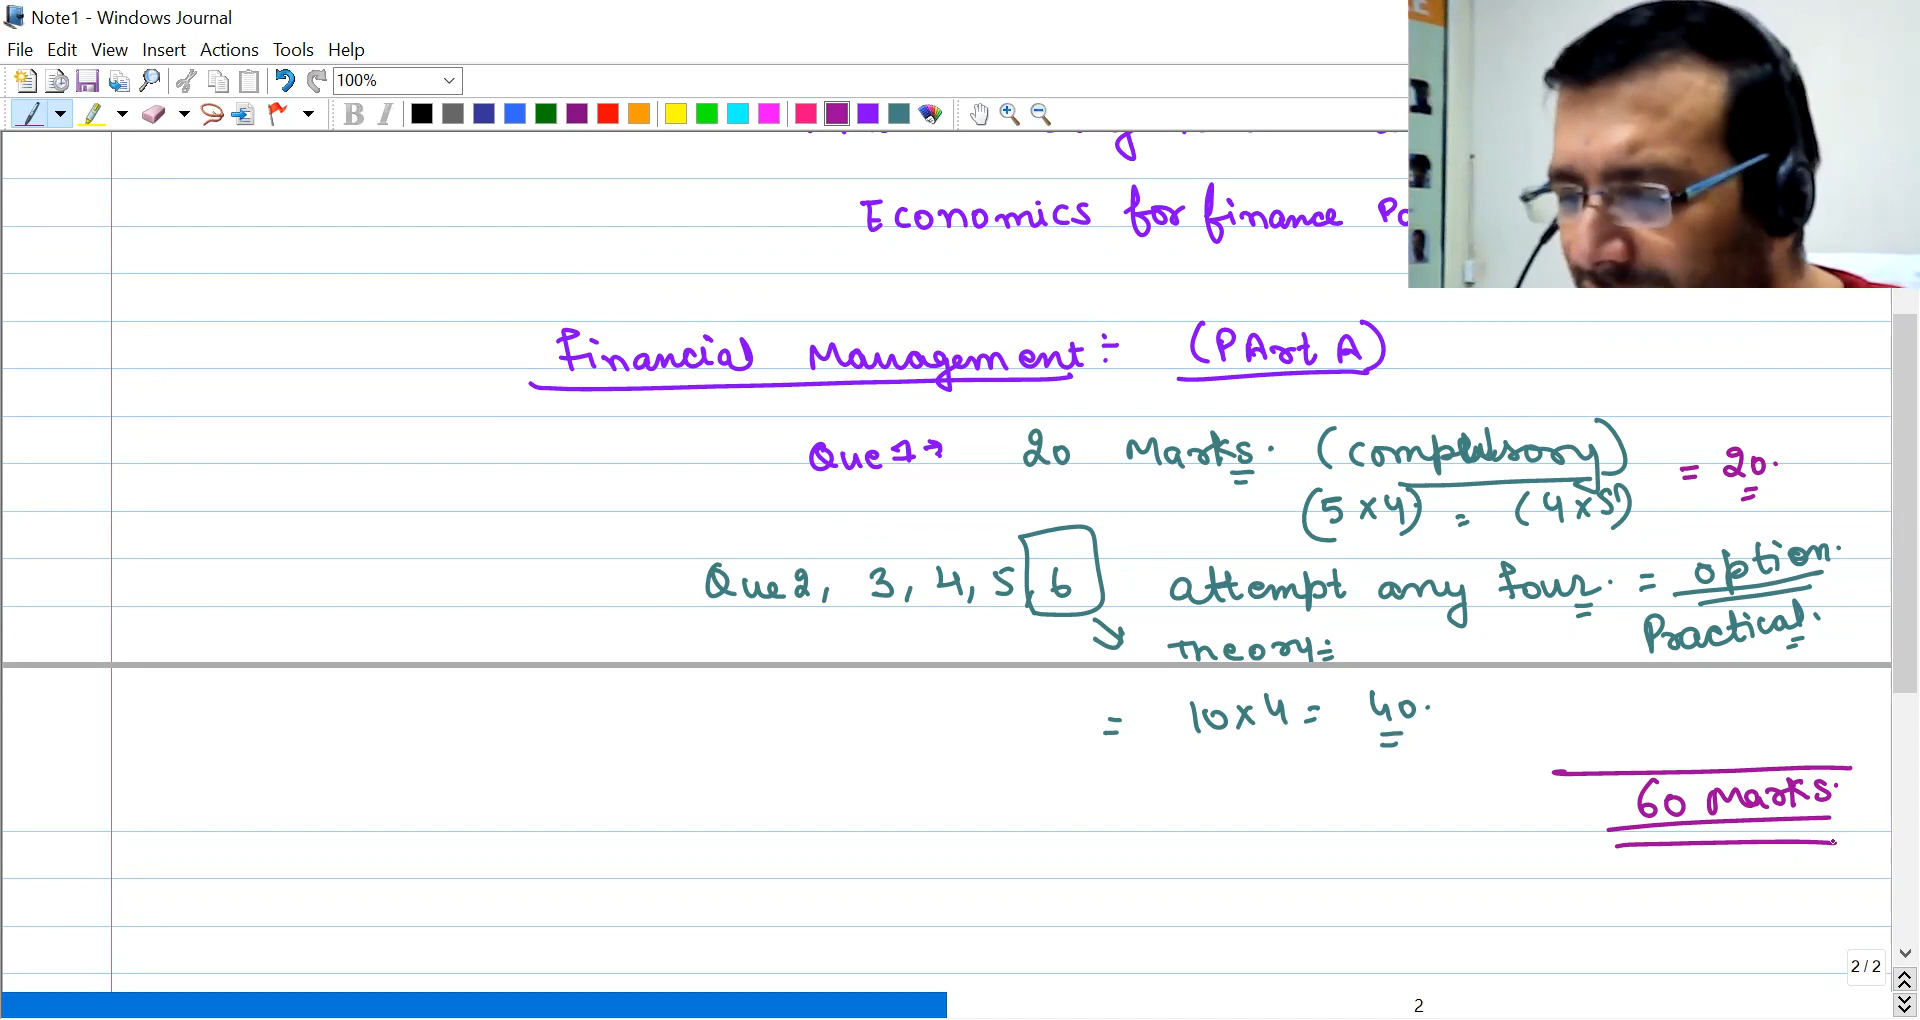 Note1 - Windows Journal
File Edit View Insert Actions Tools Help
100%
B I
Economics for finance
Financial Management :- (PArt A)
Que 1 → 20 Marks. (compulsory) = 20.
(5 x 4) = (4 x 5)
Que 2, 3, 4, 5, 6 attempt any four. = option.
Theory = Practical.
= 10 x 4 = 40.
60 Marks.
2 / 2
2